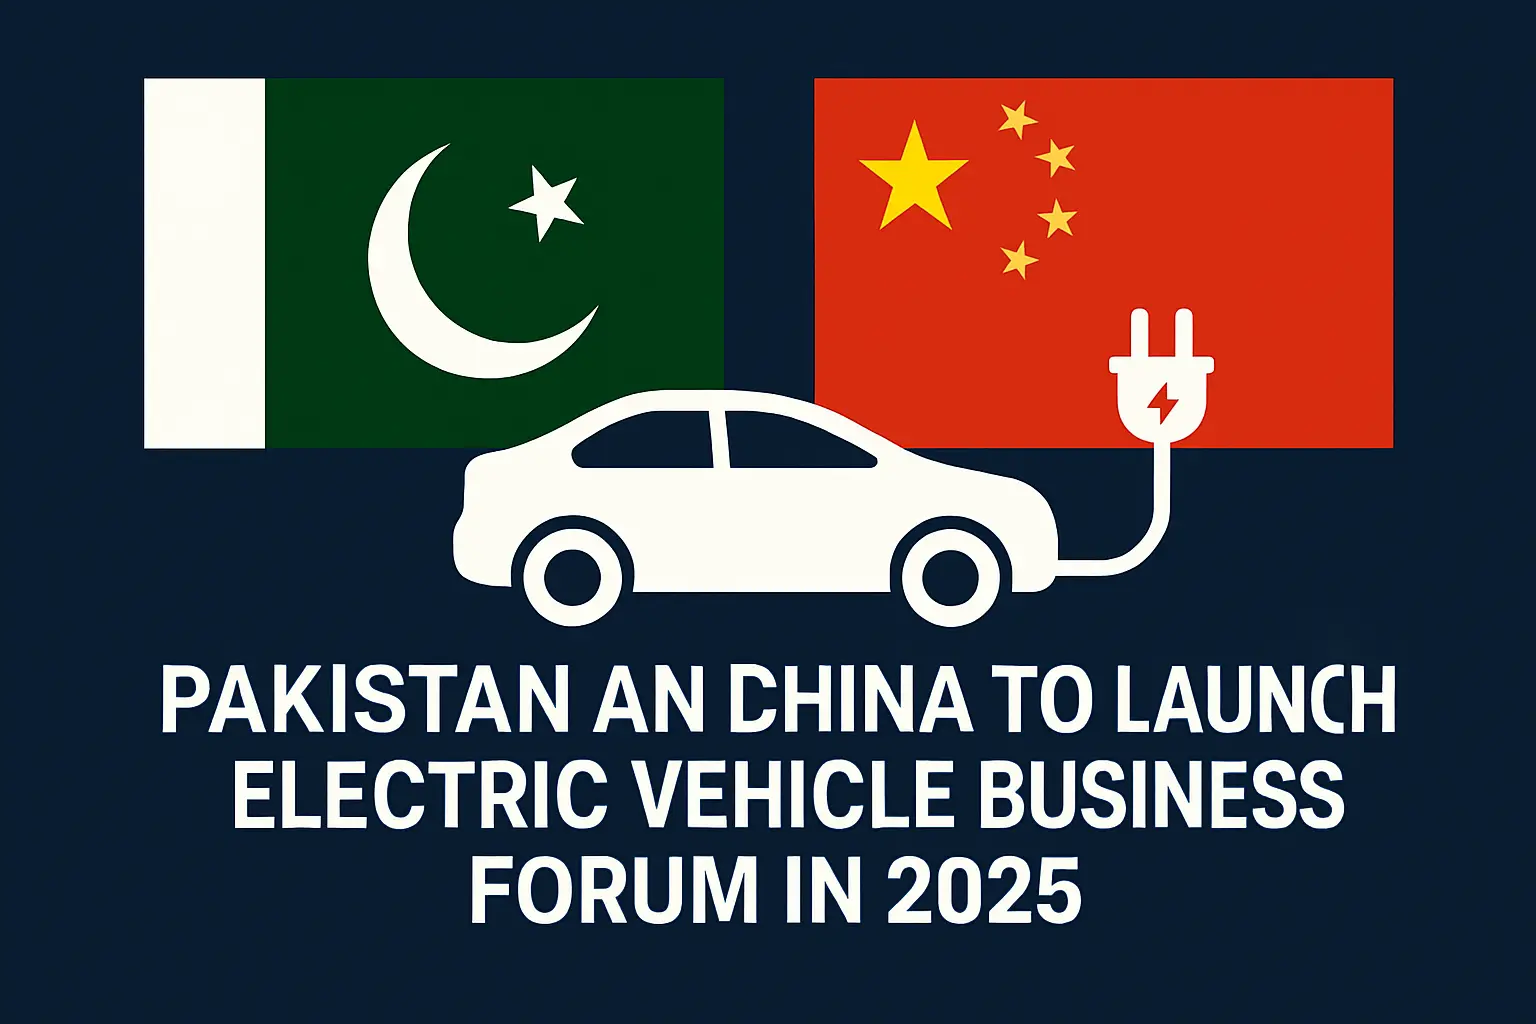 PAKISTAN AN CHINA TO LAUNCH
ELECTRIC VEHICLE BUSINESS
FORUM IN 2025